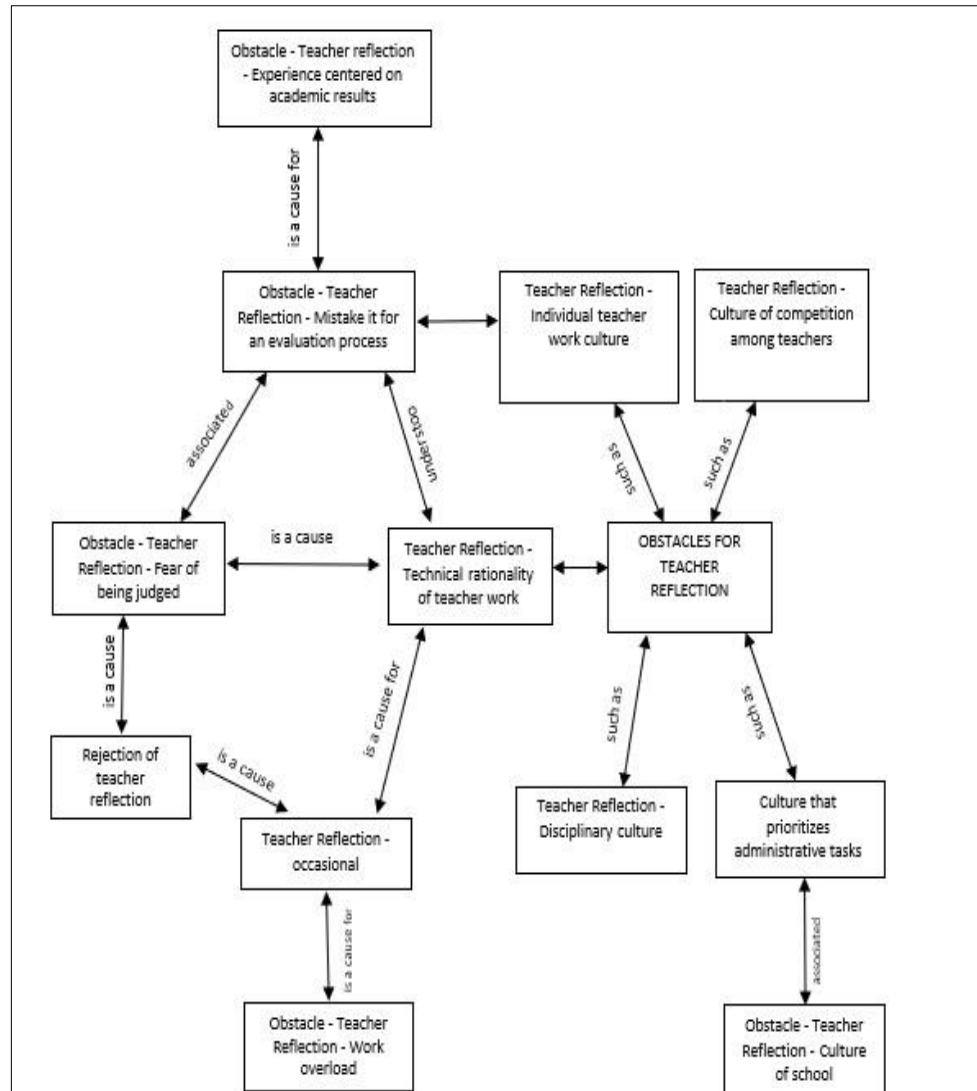 Obstacle - Teacher reflection
- Experience centered on
academic results
is a cause for
Obstacle - Teacher
Reflection - Mistake it for
an evaluation process
Teacher Reflection -
Individual teacher
work culture
Teacher Reflection -
Culture of competition
among teachers
associated
understoo
such as
such as
Obstacle - Teacher
Reflection - Fear of
being judged
is a cause
Teacher Reflection -
Technical rationality
of teacher work
OBSTACLES FOR
TEACHER
REFLECTION
is a cause
is a cause for
such as
such as
Rejection of
teacher
reflection
is a cause
Teacher Reflection -
occasional
Teacher Reflection -
Disciplinary culture
Culture that
prioritizes
administrative tasks
is a cause for
associated
Obstacle - Teacher
Reflection - Work
overload
Obstacle - Teacher
Reflection - Culture
of school